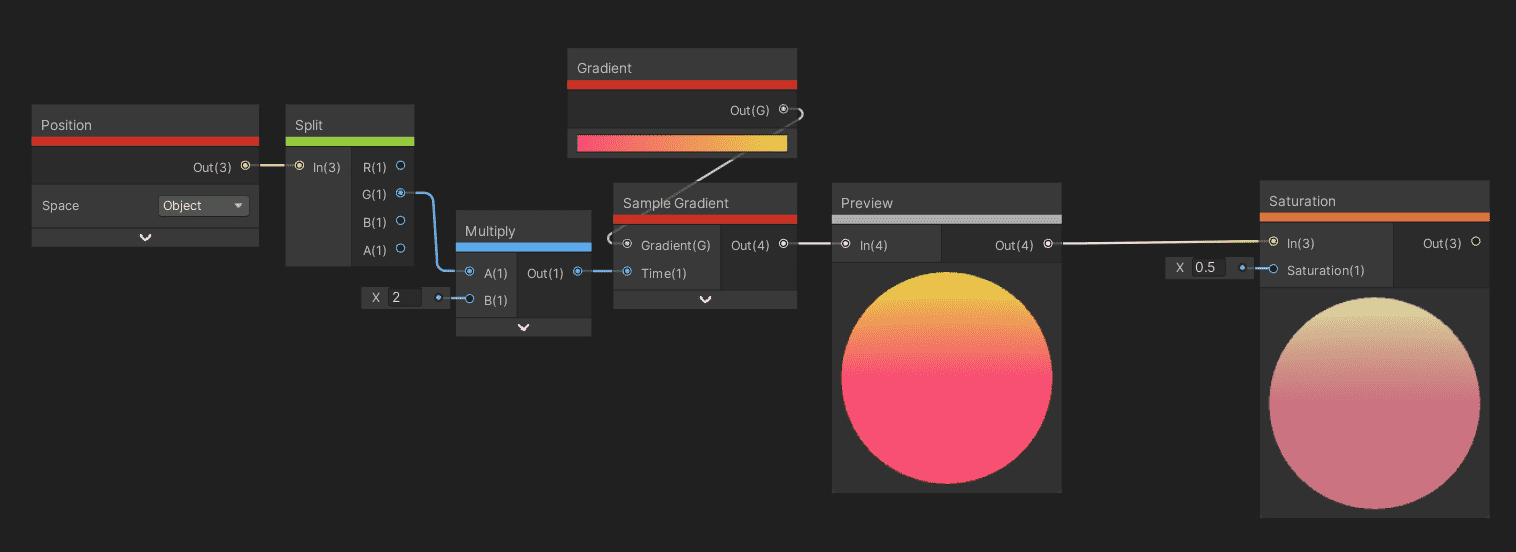 Position
Out(3)
Space
Object
Split
In(3)
R(1)
G(1)
B(1)
A(1)
X 2
Multiply
A(1)
Out(1)
B(1)
Gradient
Out(G)
Sample Gradient
Gradient(G)
Out(4)
Time(1)
Preview
In(4)
Out(4)
X 0.5
Saturation
In(3)
Out(3)
Saturation(1)